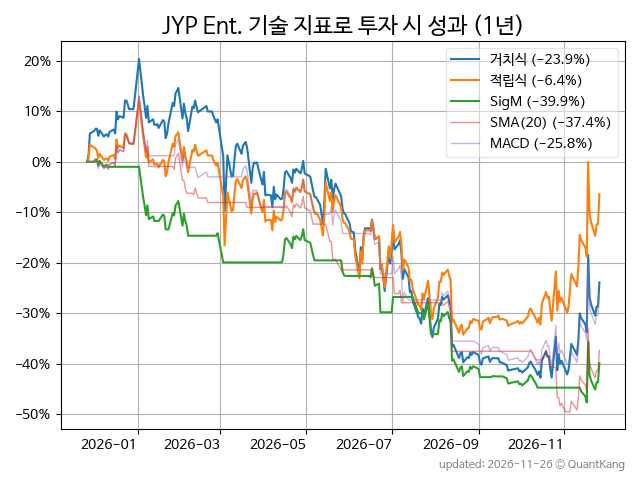 JYP Ent. 기술 지표로 투자 시 성과 (1년)
거치식 (−23.9%)
적립식 (−6.4%)
SigM (−39.9%)
SMA(20) (−37.4%)
MACD (−25.8%)
20%
10%
0%
−10%
−20%
−30%
−40%
−50%
2026-01 2026-03 2026-05 2026-07 2026-09 2026-11
updated: 2026-11-26 © QuantKang